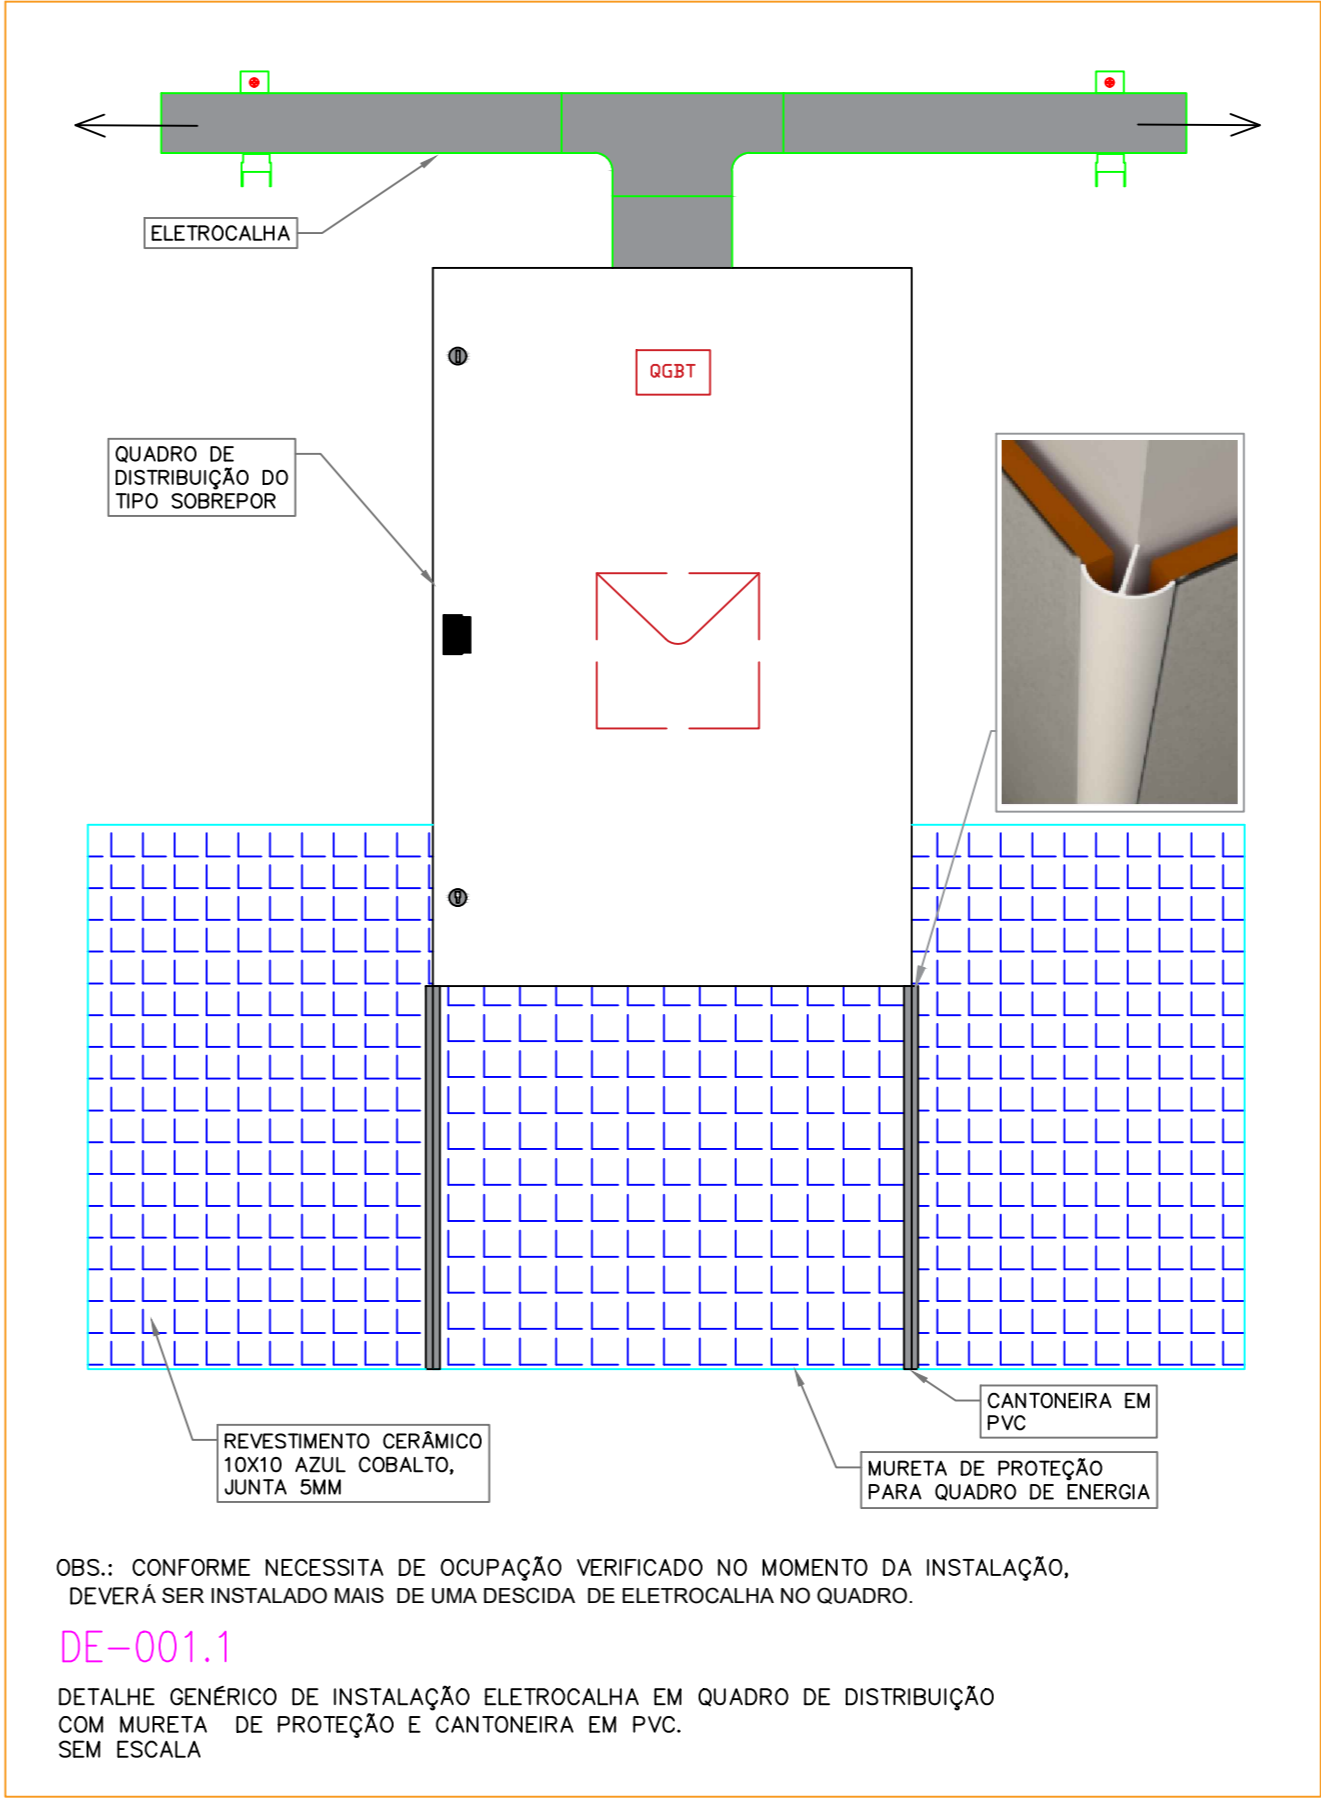 ELETROCALHA
QGBT
QUADRO DE
DISTRIBUIÇÃO DO
TIPO SOBREPOR
CANTONEIRA EM
PVC
REVESTIMENTO CERÂMICO
10X10 AZUL COBALTO,
JUNTA 5MM
MURETA DE PROTEÇÃO
PARA QUADRO DE ENERGIA
OBS.: CONFORME NECESSITA DE OCUPAÇÃO VERIFICADO NO MOMENTO DA INSTALAÇÃO,
DEVERÁ SER INSTALADO MAIS DE UMA DESCIDA DE ELETROCALHA NO QUADRO.
DE-001.1
DETALHE GENÉRICO DE INSTALAÇÃO ELETROCALHA EM QUADRO DE DISTRIBUIÇÃO
COM MURETA DE PROTEÇÃO E CANTONEIRA EM PVC.
SEM ESCALA